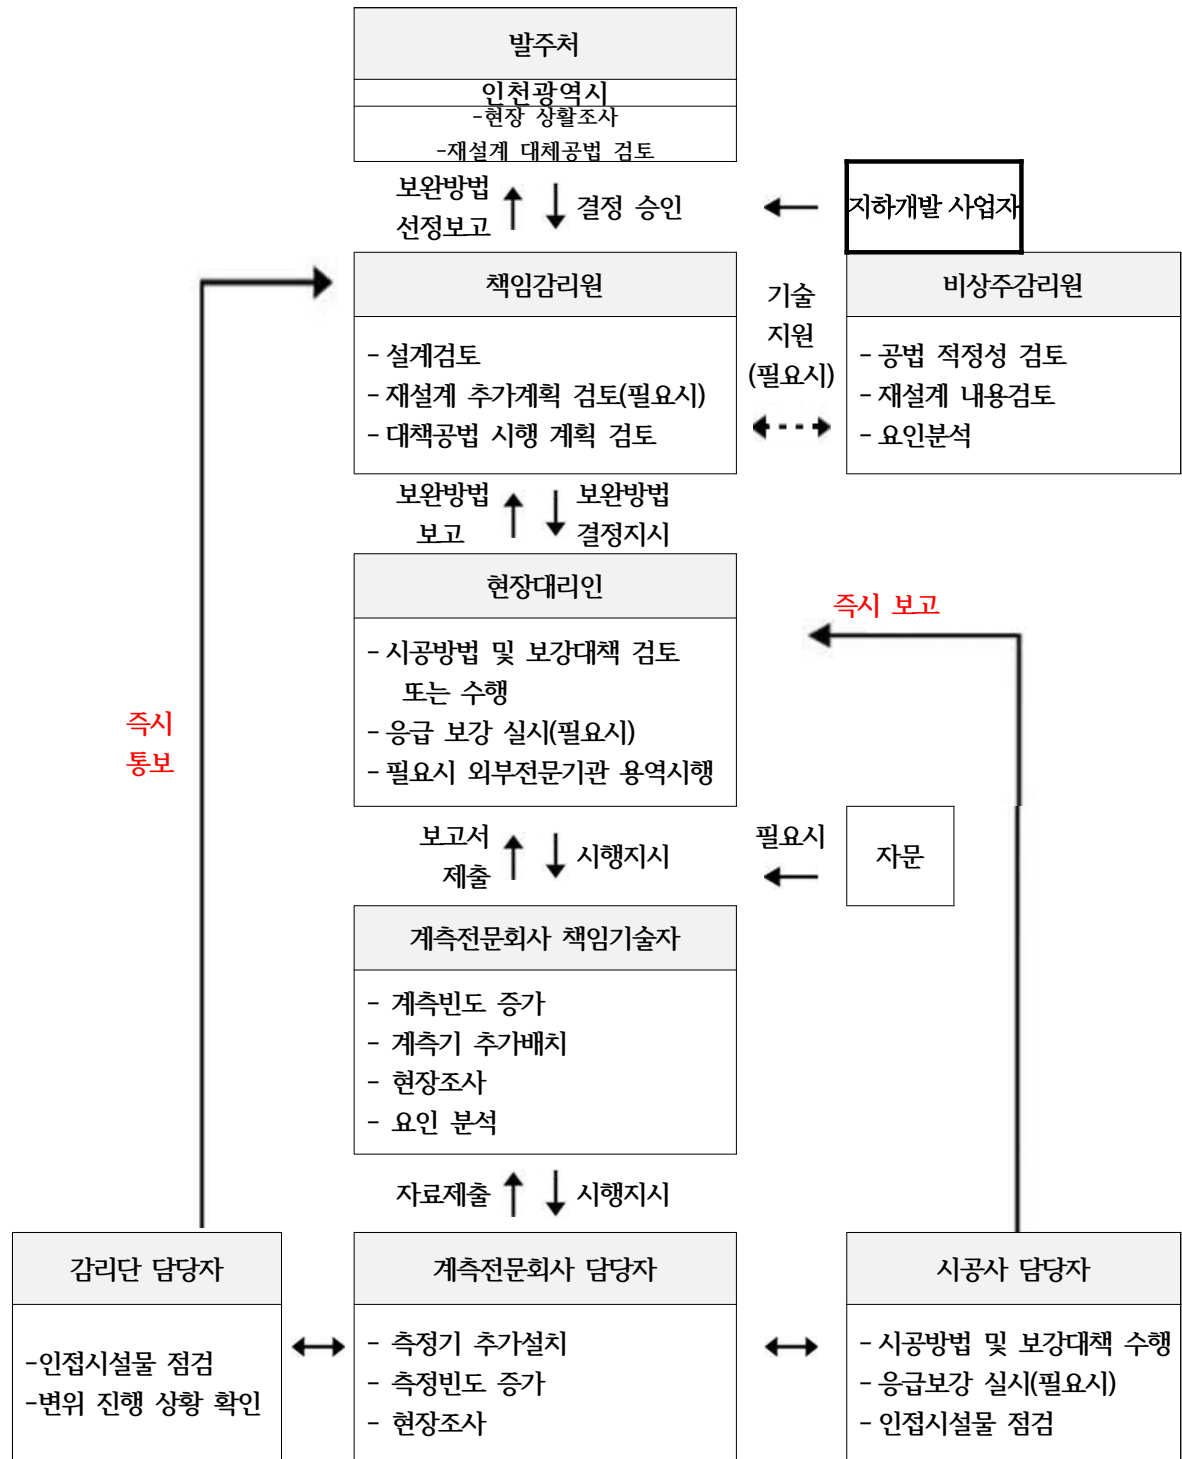 발주처
인천광역시
-현장 상활조사
-재설계 대체공법 검토
보완방법
선정보고
결정 승인
지하개발 사업자
책임감리원
- 설계검토
- 재설계 추가계획 검토(필요시)
- 대책공법 시행 계획 검토
기술
지원
(필요시)
비상주감리원
- 공법 적정성 검토
- 재설계 내용검토
- 요인분석
보완방법
보고
보완방법
결정지시
현장대리인
- 시공방법 및 보강대책 검토
또는 수행
- 응급 보강 실시(필요시)
- 필요시 외부전문기관 용역시행
즉시 보고
즉시
통보
보고서
제출
시행지시
필요시
자문
계측전문회사 책임기술자
- 계측빈도 증가
- 계측기 추가배치
- 현장조사
- 요인 분석
자료제출
시행지시
감리단 담당자
-인접시설물 점검
-변위 진행 상황 확인
계측전문회사 담당자
- 측정기 추가설치
- 측정빈도 증가
- 현장조사
시공사 담당자
- 시공방법 및 보강대책 수행
- 응급보강 실시(필요시)
- 인접시설물 점검